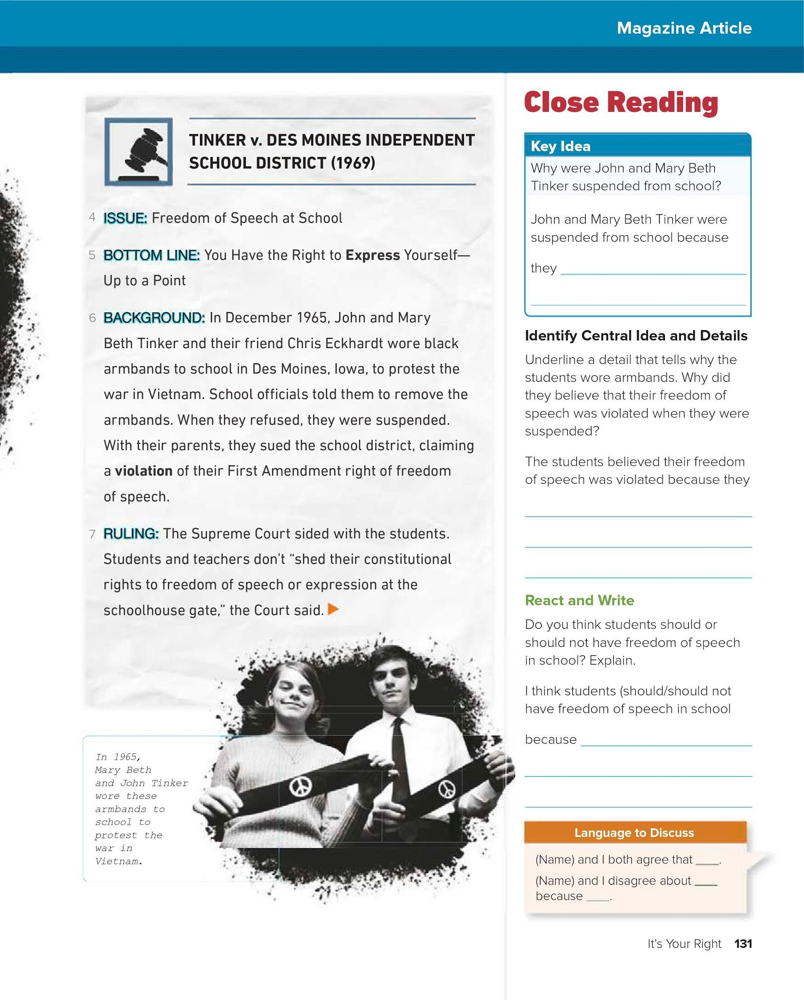 Magazine Article
TINKER v. DES MOINES INDEPENDENT
SCHOOL DISTRICT (1969)
4 ISSUE: Freedom of Speech at School
5 BOTTOM LINE: You Have the Right to Express Yourself—
Up to a Point
6 BACKGROUND: In December 1965, John and Mary
Beth Tinker and their friend Chris Eckhardt wore black
armbands to school in Des Moines, Iowa, to protest the
war in Vietnam. School officials told them to remove the
armbands. When they refused, they were suspended.
With their parents, they sued the school district, claiming
a violation of their First Amendment right of freedom
of speech.
7 RULING: The Supreme Court sided with the students.
Students and teachers don’t “shed their constitutional
rights to freedom of speech or expression at the
schoolhouse gate,” the Court said.
In 1965,
Mary Beth
and John Tinker
wore these
armbands to
school to
protest the
war in
Vietnam.
Close Reading
Key Idea
Why were John and Mary Beth
Tinker suspended from school?
John and Mary Beth Tinker were
suspended from school because
they
Identify Central Idea and Details
Underline a detail that tells why the
students wore armbands. Why did
they believe that their freedom of
speech was violated when they were
suspended?
The students believed their freedom
of speech was violated because they
React and Write
Do you think students should or
should not have freedom of speech
in school? Explain.
I think students (should/should not
have freedom of speech in school
because
Language to Discuss
(Name) and I both agree that ____.
(Name) and I disagree about ____
because ____.
It’s Your Right 131